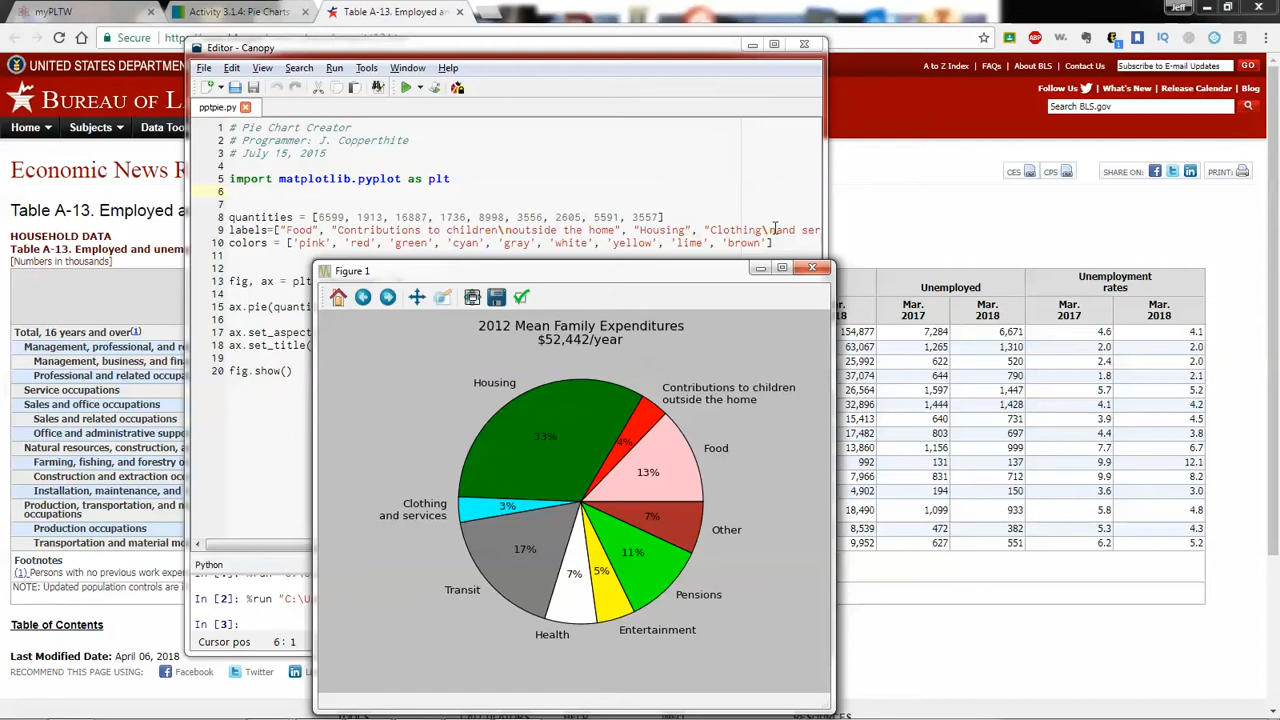 myPLTW
Activity 3.1.4: Pie Charts
Table A-13. Employed an
Jeff
Secure
UNITED STATES DEPARTM
A to Z Index
FAQs
About BLS
Contact Us
Subscribe to E-mail Updates
GO
BUREAU OF L
Follow Us
What's New
Release Calendar
Blog
Search BLS.gov
Home
Subjects
Data Tool
Economic News R
CES
CPS
SHARE ON:
PRINT:
Table A-13. Employed a
HOUSEHOLD DATA
Table A-13. Employed and unemp
[Numbers in thousands]
Unemployed
Unemployment
rates
Mar.
2017
Mar.
2018
Mar.
2017
Mar.
2018
18
Total, 16 years and over(1)
154,877 7,284 6,671 4.6 4.1
Management, professional, and r
63,067 1,265 1,310 2.0 2.0
Management, business, and fina
25,992 622 520 2.4 2.0
Professional and related occupat
37,074 644 790 1.8 2.1
Service occupations
26,564 1,597 1,447 5.7 5.2
Sales and office occupations
32,896 1,444 1,428 4.1 4.2
Sales and related occupations
15,413 640 731 3.9 4.5
Office and administrative suppo
17,482 803 697 4.4 3.8
Natural resources, construction, a
13,860 1,156 999 7.7 6.7
Farming, fishing, and forestry o
992 131 137 9.9 12.1
Construction and extraction occ
7,966 831 712 9.9 8.2
Installation, maintenance, and
4,902 194 150 3.6 3.0
Production, transportation, and m
occupations
18,490 1,099 933 5.8 4.8
Production occupations
8,539 472 382 5.3 4.3
Transportation and material mo
9,952 627 551 6.2 5.2
Footnotes
(1) Persons with no previous work experi
NOTE: Updated population controls are i
Table of Contents
Last Modified Date: April 06, 2018
RECOMMEND THIS PAGE USING:
Facebook
Twitter
Editor - Canopy
File Edit View Search Run Tools Window Help
pptpie.py
1 # Pie Chart Creator
2 # Programmer: J. Copperthite
3 # July 15, 2015
4
5 import matplotlib.pyplot as plt
6
7
8 quantities = [6599, 1913, 16887, 1736, 8998, 3556, 2605, 5591, 3557]
9 labels=["Food", "Contributions to children\noutside the home", "Housing", "Clothing\nand ser
10 colors = ['pink', 'red', 'green', 'cyan', 'gray', 'white', 'yellow', 'lime', 'brown']
11
12
13 fig, ax = plt
14
15 ax.pie(quanti
16
17 ax.set_aspect
18 ax.set_title(
19
20 fig.show()
Python
In [2]: %run "C:\U
In [3]:
Cursor pos 6 : 1
Figure 1
2012 Mean Family Expenditures
$52,442/year
Housing
33%
Contributions to children
outside the home
4%
Food
13%
Clothing
and services
3%
Other
7%
Transit
17%
Pensions
11%
Health
7%
Entertainment
5%